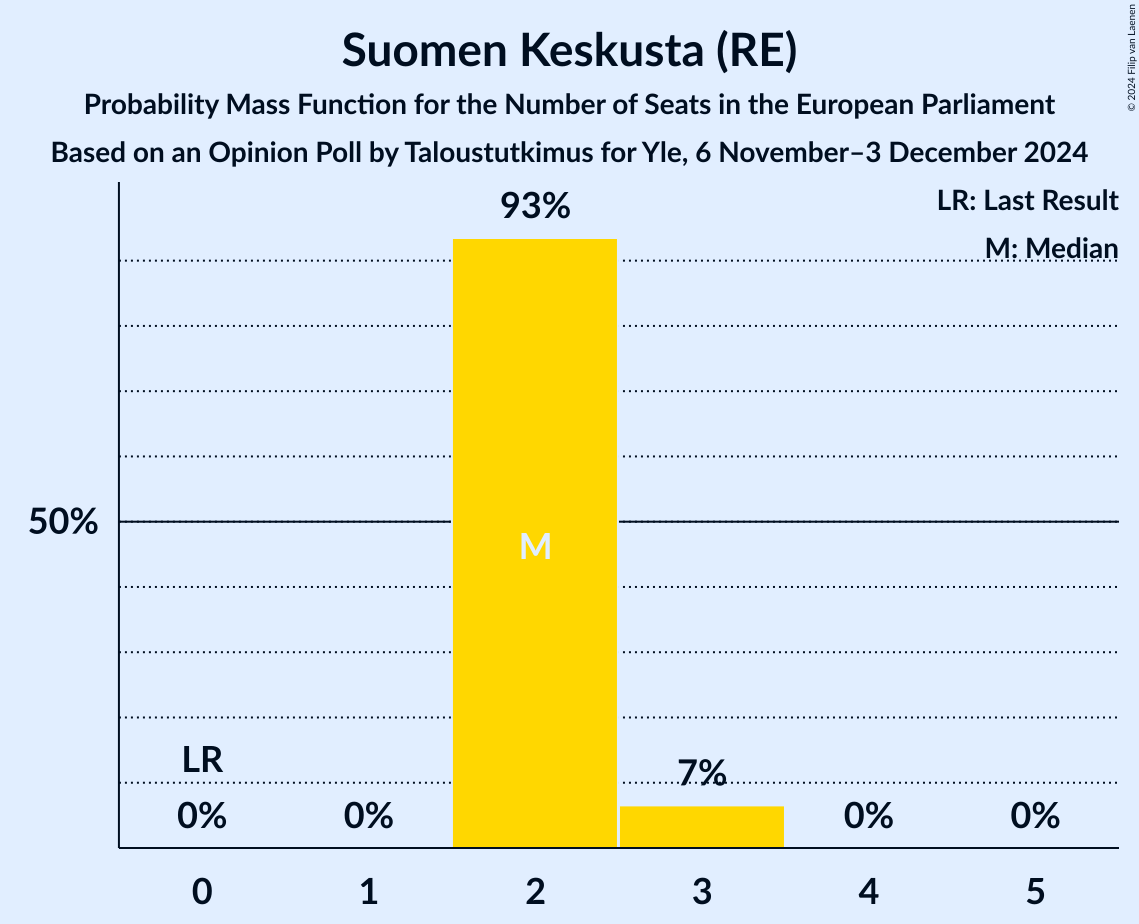 Suomen Keskusta (RE)
Probability Mass Function for the Number of Seats in the European Parliament
Based on an Opinion Poll by Taloustutkimus for Yle, 6 November–3 December 2024
© 2024 Filip van Laenen
LR: Last Result
M: Median
93%
50%
M
LR
7%
0% 0% 0% 0%
0 1 2 3 4 5